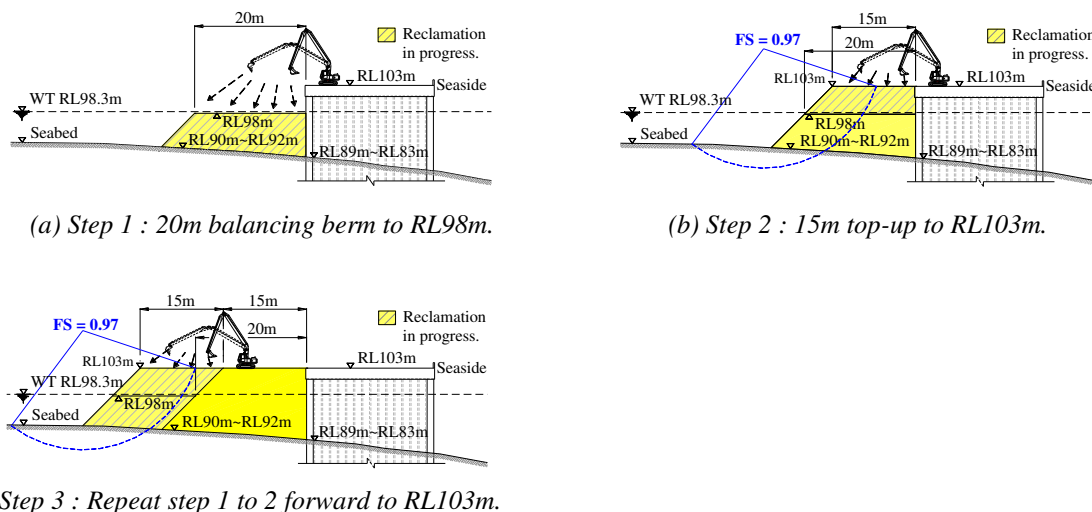 20m
Reclamation
in progress.
RL103m
Seaside
WT RL98.3m
RL98m
Seabed
RL90m~RL92m
RL89m~RL83m
(a) Step 1 : 20m balancing berm to RL98m.
15m
FS = 0.97
20m
Reclamation
in progress.
RL103m
RL103m
Seaside
WT RL98.3m
RL98m
Seabed
RL90m~RL92m
RL89m~RL83m
(b) Step 2 : 15m top-up to RL103m.
15m
15m
FS = 0.97
20m
Reclamation
in progress.
RL103m
RL103m
Seaside
WT RL98.3m
RL98m
Seabed
RL90m~RL92m
RL89m~RL83m
Step 3 : Repeat step 1 to 2 forward to RL103m.